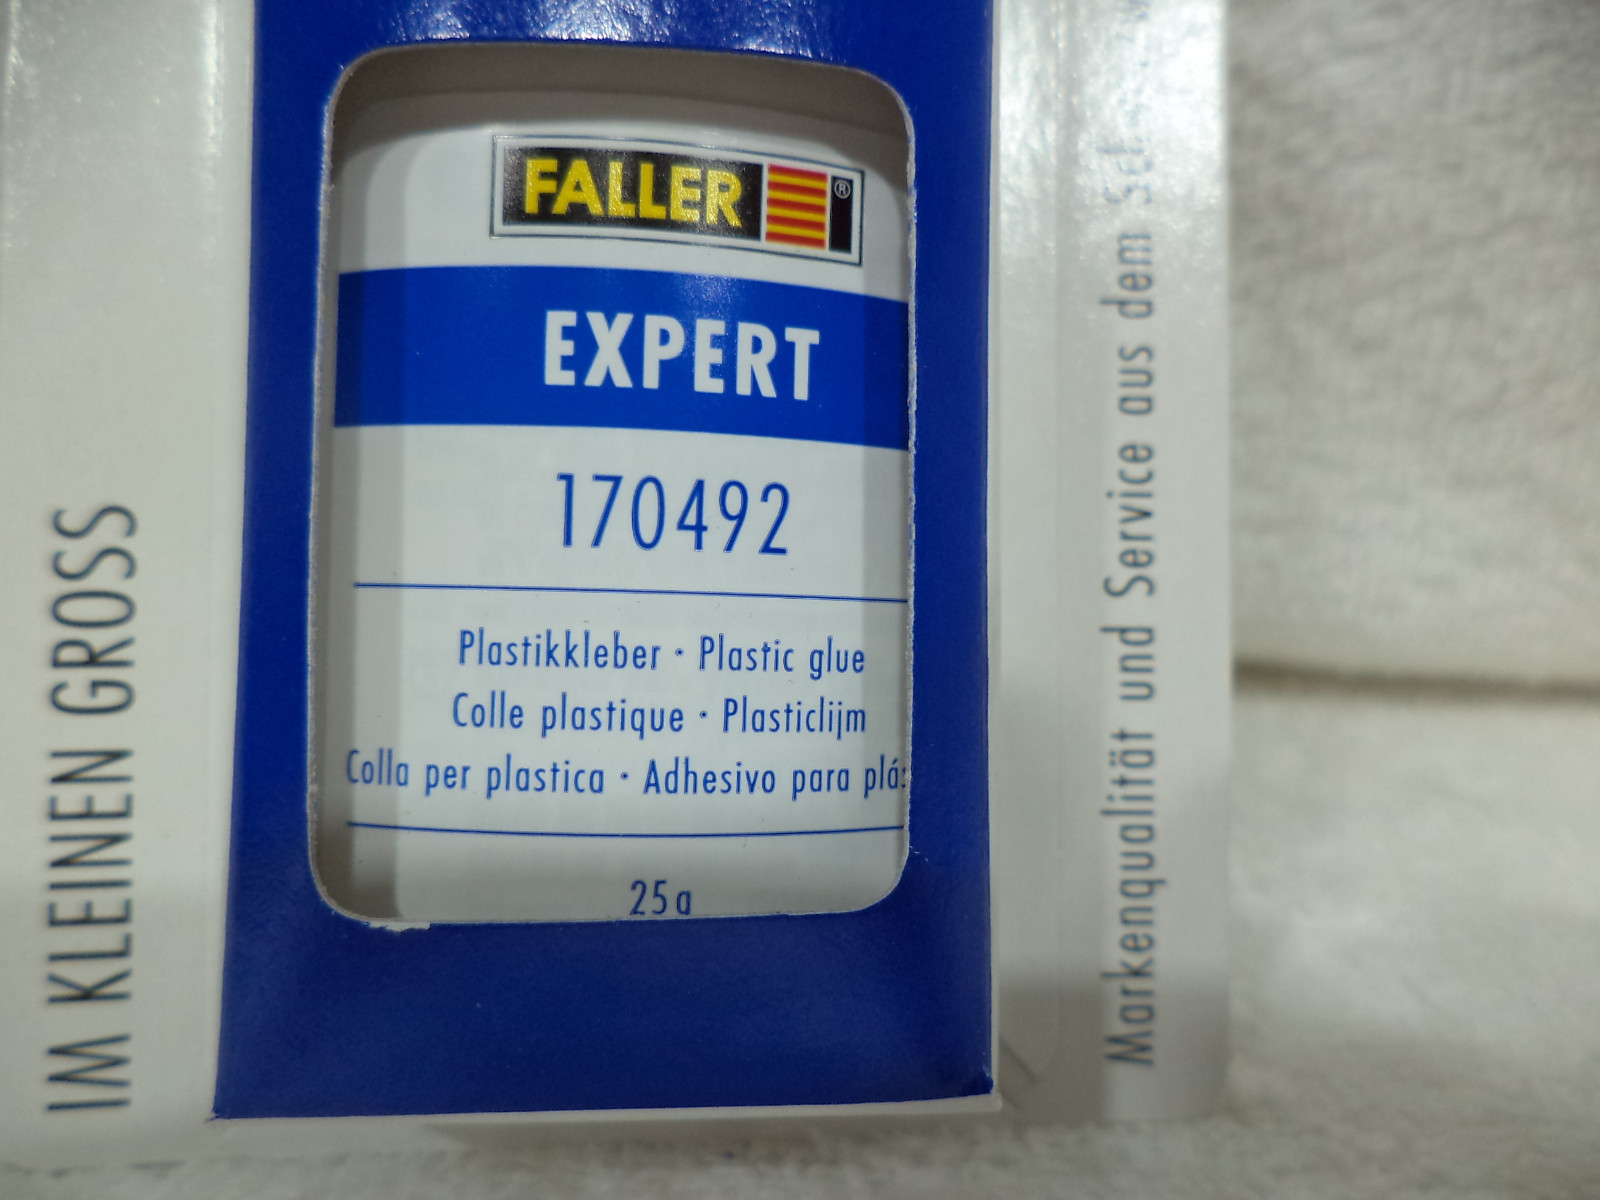 IM KLEINEN GROSS
FALLER ®
EXPERT
170492
Plastikkleber · Plastic glue
Colle plastique · Plasticlijm
Colla per plastica · Adhesivo para
25g
Markenqualität und Service aus dem